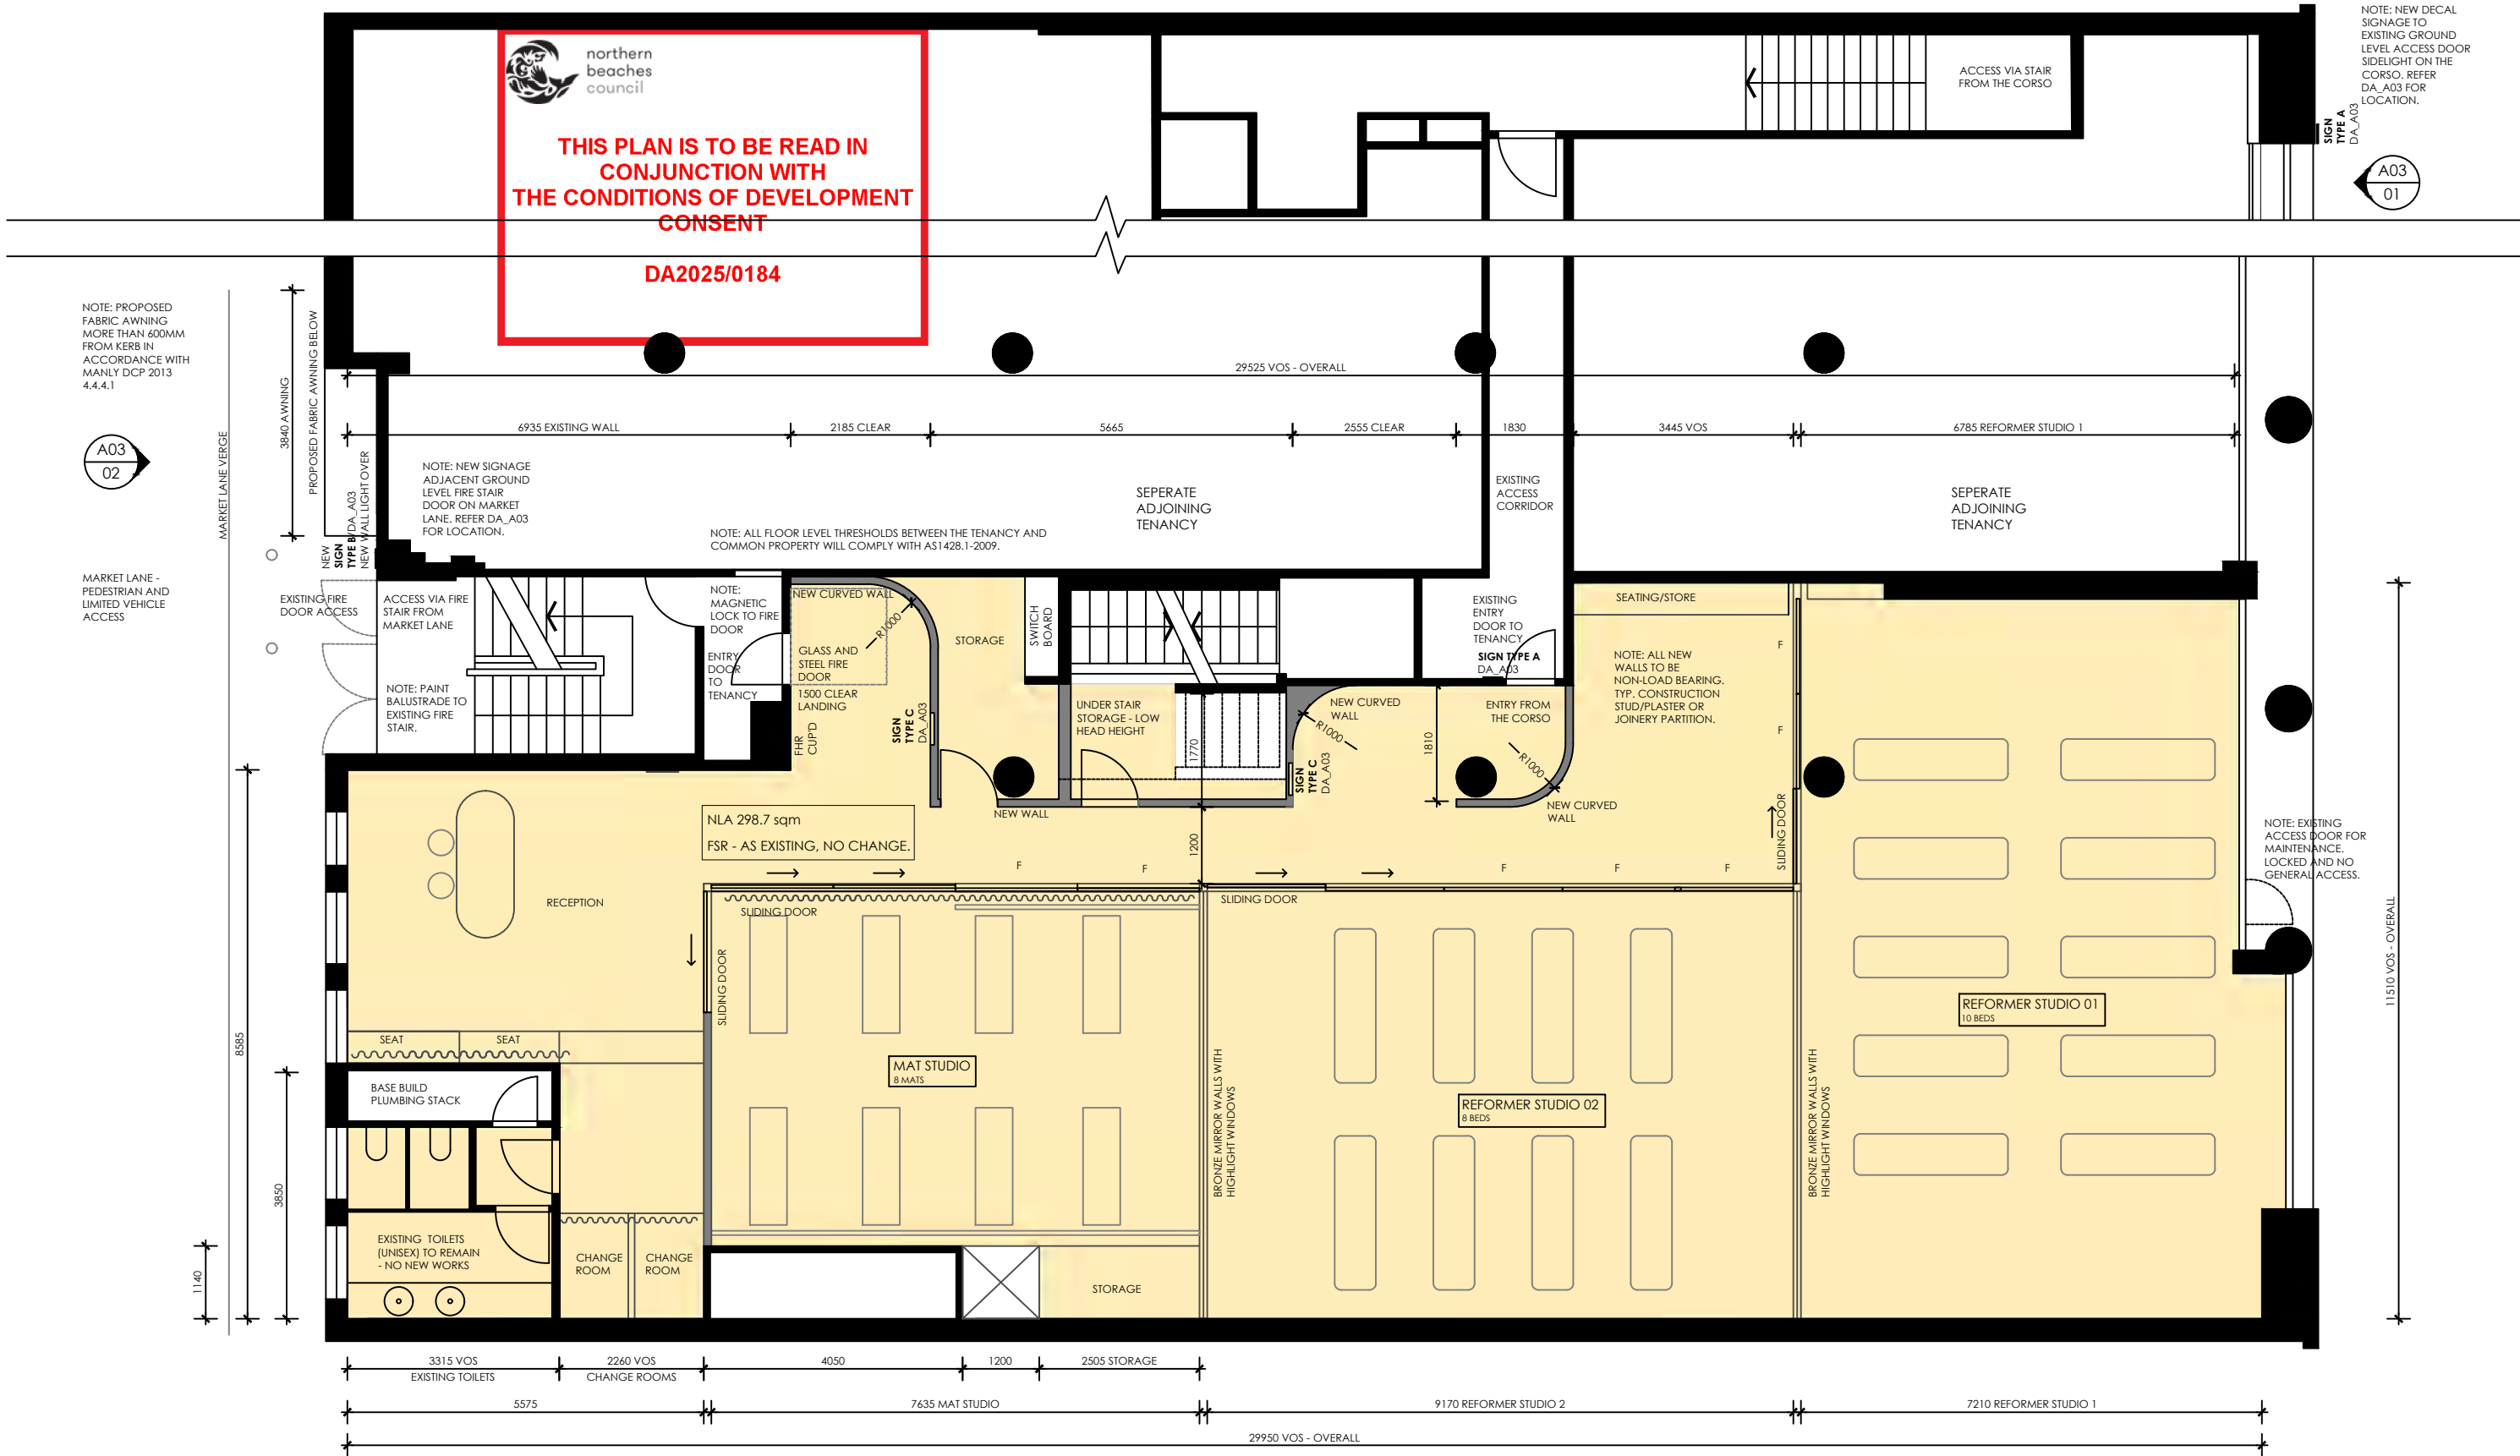 northern
beaches
council
THIS PLAN IS TO BE READ IN
CONJUNCTION WITH
THE CONDITIONS OF DEVELOPMENT
CONSENT
DA2025/0184
ACCESS VIA STAIR
FROM THE CORSO
NOTE: NEW DECAL
SIGNAGE TO
EXISTING GROUND
LEVEL ACCESS DOOR
SIDELIGHT ON THE
CORSO. REFER
DA_A03 FOR
LOCATION.
SIGN
TYPE A
DA_A03
A03
01
NOTE: PROPOSED
FABRIC AWNING
MORE THAN 600MM
FROM KERB IN
ACCORDANCE WITH
MANLY DCP 2013
4.4.4.1
A03
02
MARKET LANE VERGE
3840 AWNING
PROPOSED FABRIC AWNING BELOW
NEW
SIGN
TYPE B/DA_A03
NEW WALL LIGHT OVER
MARKET LANE -
PEDESTRIAN AND
LIMITED VEHICLE
ACCESS
29525 VOS - OVERALL
6935 EXISTING WALL
2185 CLEAR
5665
2555 CLEAR
1830
3445 VOS
6785 REFORMER STUDIO 1
NOTE: NEW SIGNAGE
ADJACENT GROUND
LEVEL FIRE STAIR
DOOR ON MARKET
LANE. REFER DA_A03
FOR LOCATION.
NOTE: ALL FLOOR LEVEL THRESHOLDS BETWEEN THE TENANCY AND
COMMON PROPERTY WILL COMPLY WITH AS1428.1-2009.
SEPERATE
ADJOINING
TENANCY
EXISTING
ACCESS
CORRIDOR
SEPERATE
ADJOINING
TENANCY
EXISTING FIRE
DOOR ACCESS
ACCESS VIA FIRE
STAIR FROM
MARKET LANE
NOTE: PAINT
BALUSTRADE TO
EXISTING FIRE
STAIR.
NOTE:
MAGNETIC
LOCK TO FIRE
DOOR
ENTRY
DOOR
TO
TENANCY
NEW CURVED WALL
R1000
GLASS AND
STEEL FIRE
DOOR
1500 CLEAR
LANDING
FHR
CUP'D
SIGN
TYPE C
DA_A03
STORAGE
SWITCH
BOARD
UNDER STAIR
STORAGE - LOW
HEAD HEIGHT
1770
NEW CURVED
WALL
R1000
SIGN
TYPE C
DA_A03
1810
EXISTING
ENTRY
DOOR TO
TENANCY
SIGN TYPE A
DA_A03
ENTRY FROM
THE CORSO
R1000
NEW CURVED
WALL
SEATING/STORE
NOTE: ALL NEW
WALLS TO BE
NON-LOAD BEARING.
TYP. CONSTRUCTION
STUD/PLASTER OR
JOINERY PARTITION.
F
F
SLIDING DOOR
NEW WALL
NLA 298.7 sqm
FSR - AS EXISTING, NO CHANGE.
1200
F
F
F
F
F
NOTE: EXISTING
ACCESS DOOR FOR
MAINTENANCE.
LOCKED AND NO
GENERAL ACCESS.
RECEPTION
SLIDING DOOR
SLIDING DOOR
SLIDING DOOR
11510 VOS - OVERALL
8585
3850
1140
SEAT
SEAT
BASE BUILD
PLUMBING STACK
MAT STUDIO
8 MATS
BRONZE MIRROR WALLS WITH
HIGHLIGHT WINDOWS
REFORMER STUDIO 02
8 BEDS
BRONZE MIRROR WALLS WITH
HIGHLIGHT WINDOWS
REFORMER STUDIO 01
10 BEDS
EXISTING TOILETS
(UNISEX) TO REMAIN
- NO NEW WORKS
CHANGE
ROOM
CHANGE
ROOM
STORAGE
3315 VOS
EXISTING TOILETS
2260 VOS
CHANGE ROOMS
4050
1200
2505 STORAGE
5575
7635 MAT STUDIO
9170 REFORMER STUDIO 2
7210 REFORMER STUDIO 1
29950 VOS - OVERALL